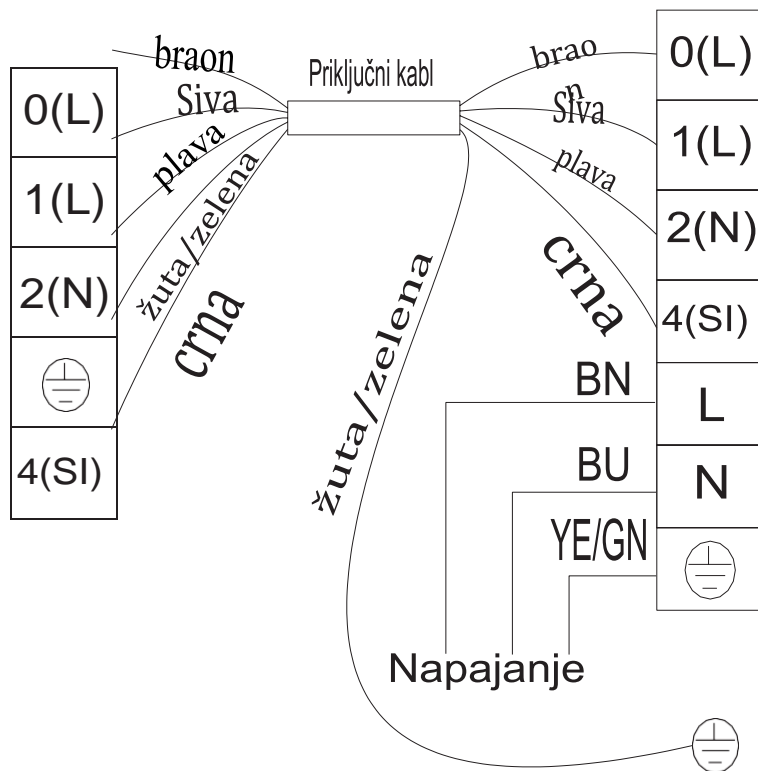 0(L)
1(L)
2(N)
4(SI)
braon
Siva
plava
žuta/zelena
crna
Priključni kabl
brao
n
Siva
plava
crna
žuta/zelena
0(L)
1(L)
2(N)
4(SI)
L
N
BN
BU
YE/GN
Napajanje